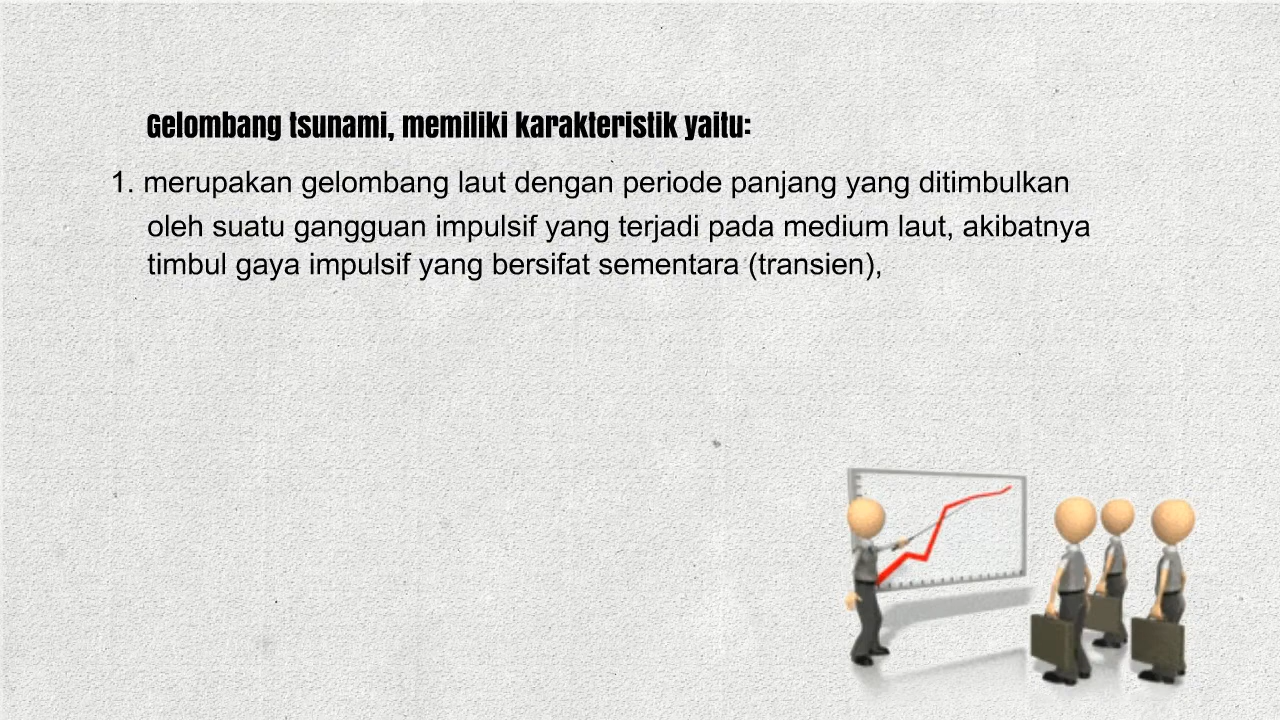 Gelombang tsunami, memiliki karakteristik yaitu:
1. merupakan gelombang laut dengan periode panjang yang ditimbulkan
oleh suatu gangguan impulsif yang terjadi pada medium laut, akibatnya
timbul gaya impulsif yang bersifat sementara (transien),